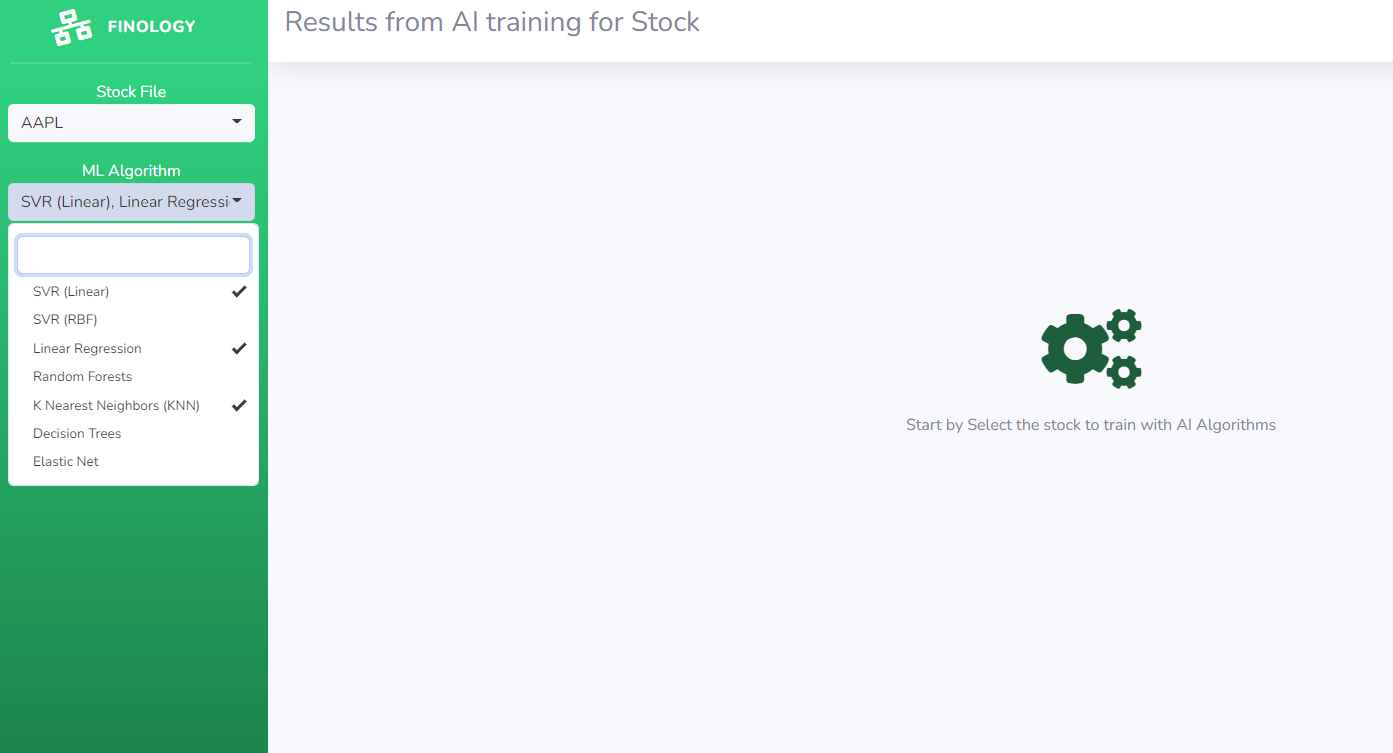 FINOLOGY
Results from AI training for Stock
Stock File
AAPL
ML Algorithm
SVR (Linear), Linear Regressi
SVR (Linear)
SVR (RBF)
Linear Regression
Random Forests
K Nearest Neighbors (KNN)
Decision Trees
Elastic Net
Start by Select the stock to train with AI Algorithms